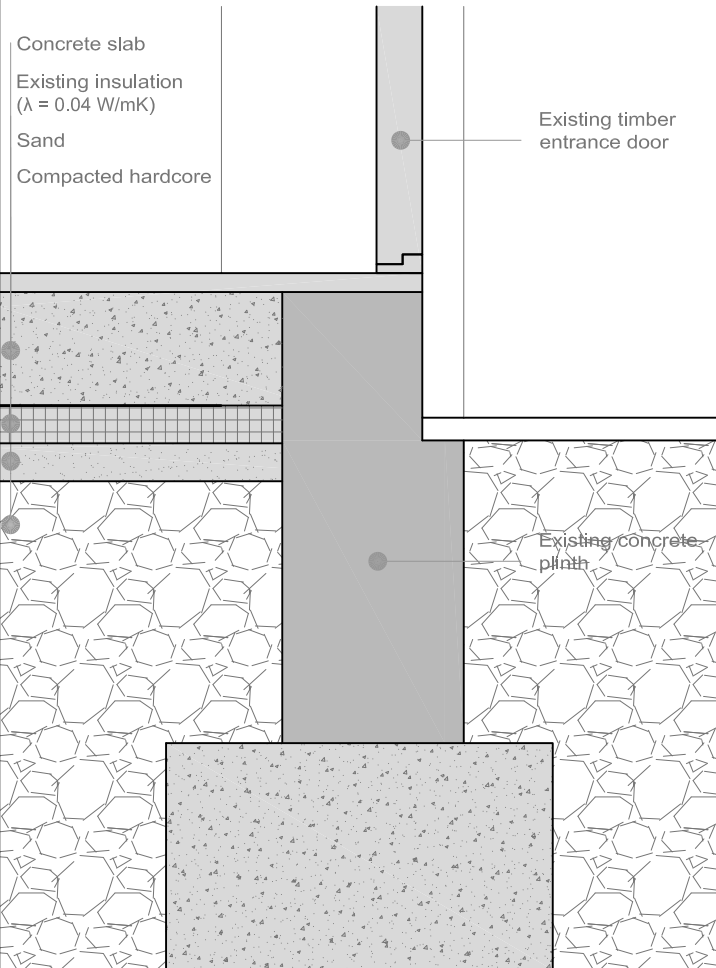 Concrete slab
Existing insulation
(λ = 0.04 W/mK)
Sand
Compacted hardcore
Existing timber
entrance door
Existing concrete
plinth